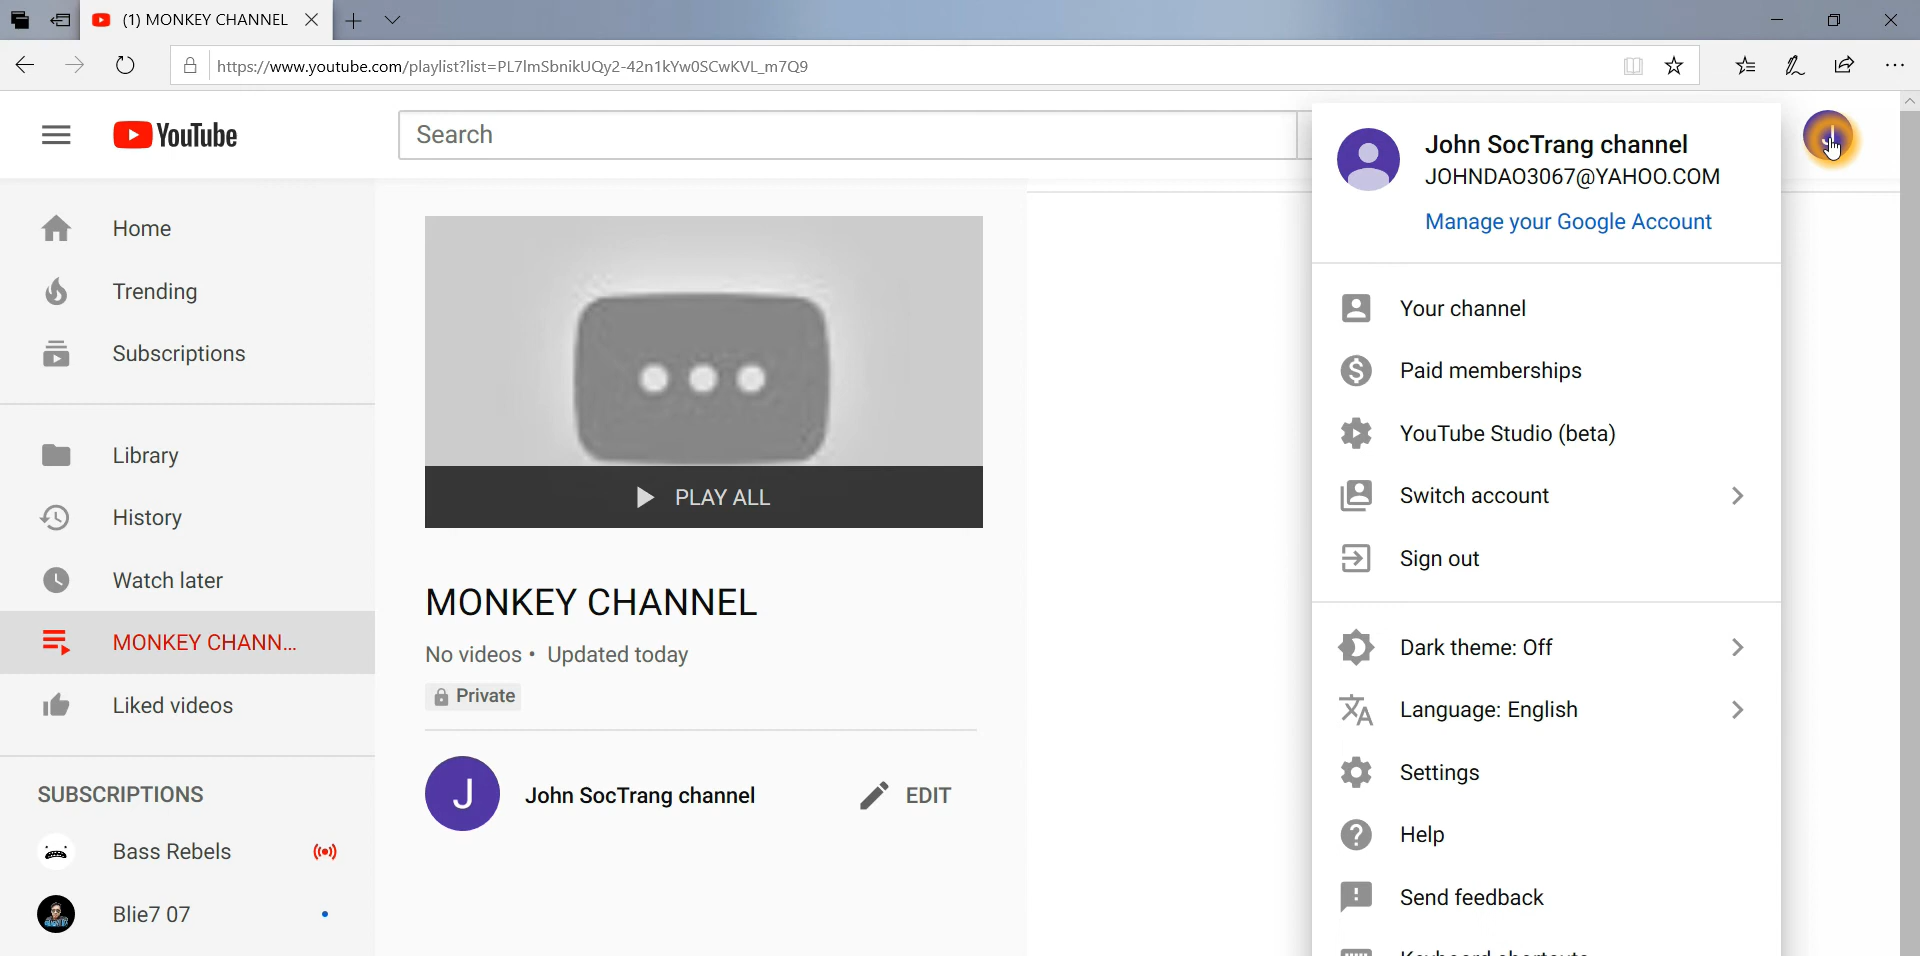 (1) MONKEY CHANNEL
https://www.youtube.com/playlist?list=PL7lmSbnikUQy2-42n1kYw0SCwKVL_m7Q9
YouTube
Search
Home
Trending
Subscriptions
Library
History
Watch later
MONKEY CHANN...
Liked videos
SUBSCRIPTIONS
Bass Rebels
Blie7 07
PLAY ALL
MONKEY CHANNEL
No videos • Updated today
Private
J
John SocTrang channel
EDIT
John SocTrang channel
JOHNDAO3067@YAHOO.COM
Manage your Google Account
Your channel
Paid memberships
YouTube Studio (beta)
Switch account
Sign out
Dark theme: Off
Language: English
Settings
Help
Send feedback